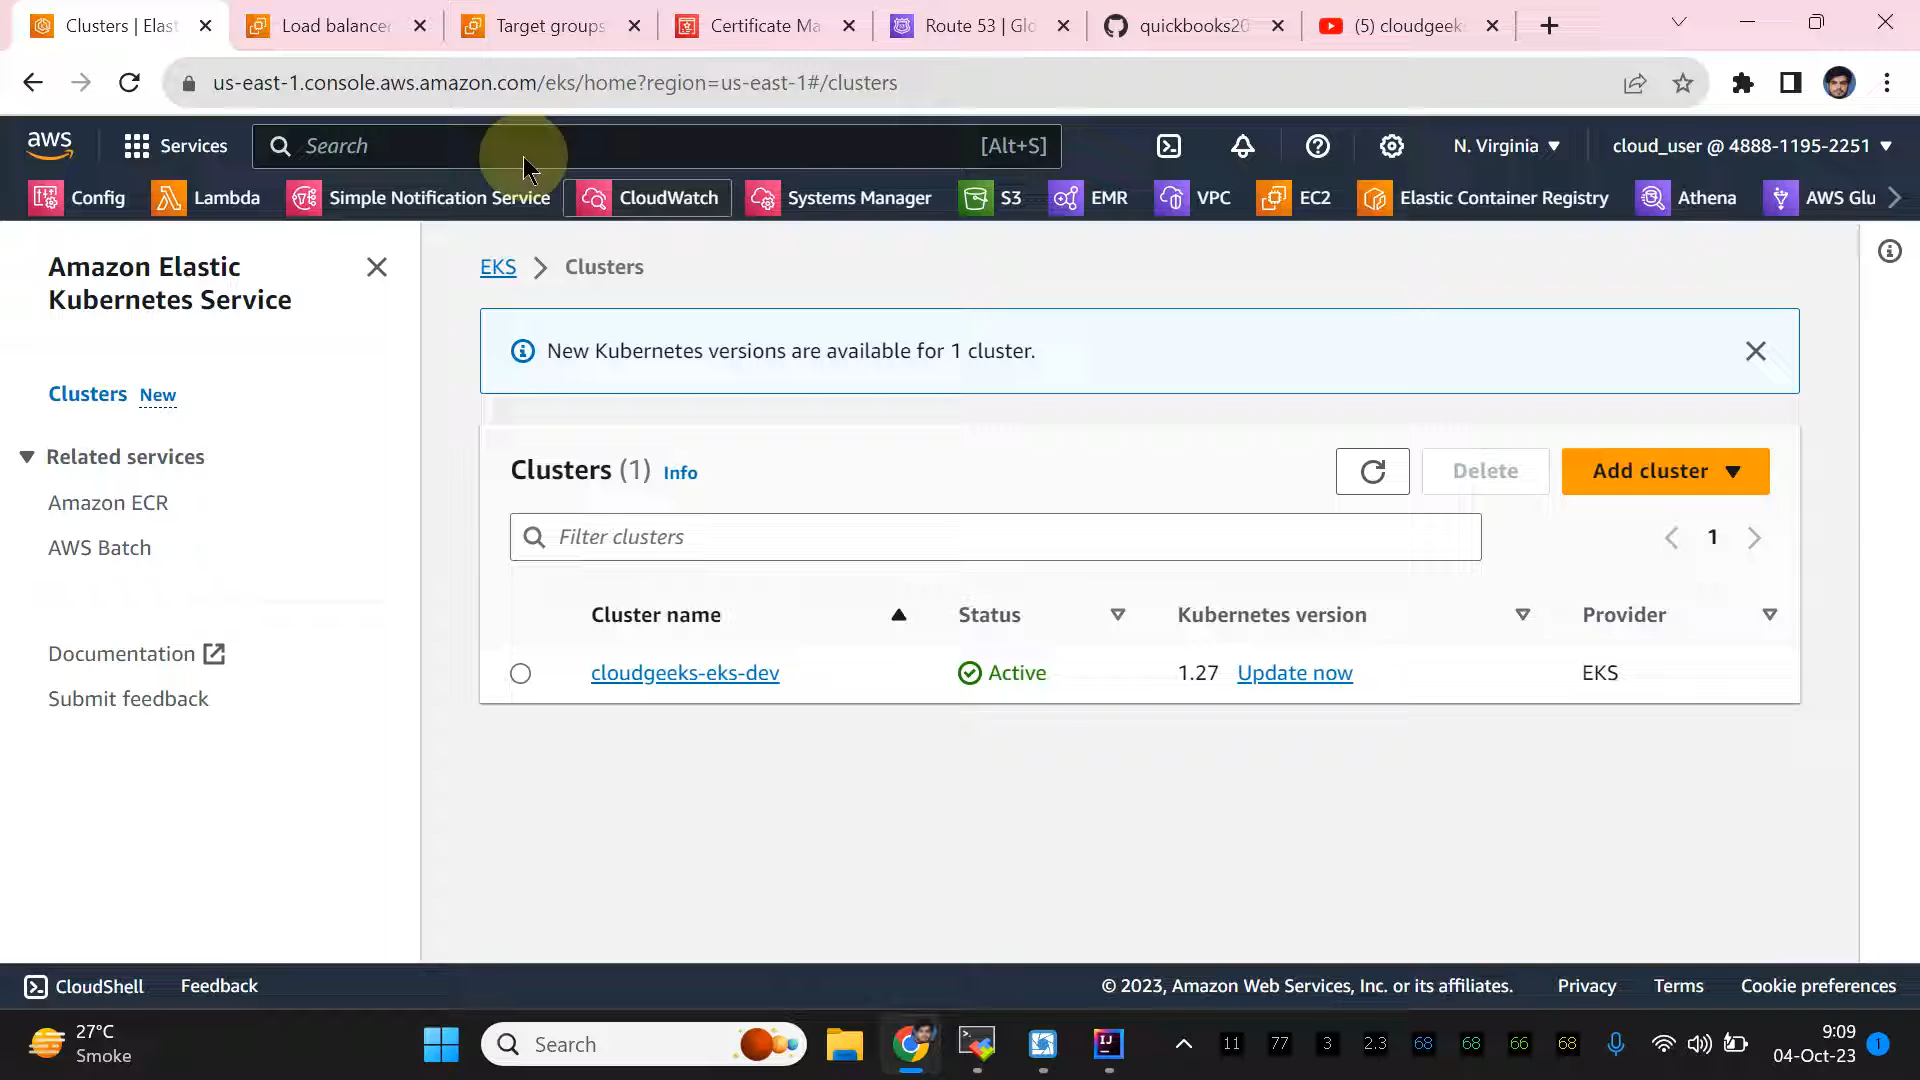 Clusters | Elast
Load balancer
Target groups
Certificate Ma
Route 53 | Glo
quickbooks20
(5) cloudgeek
us-east-1.console.aws.amazon.com/eks/home?region=us-east-1#/clusters
aws
Services
Search
[Alt+S]
N. Virginia
cloud_user @ 4888-1195-2251
Config
Lambda
Simple Notification Service
CloudWatch
Systems Manager
S3
EMR
VPC
EC2
Elastic Container Registry
Athena
AWS Glu
Amazon Elastic
Kubernetes Service
Clusters New
Related services
Amazon ECR
AWS Batch
Documentation
Submit feedback
EKS > Clusters
New Kubernetes versions are available for 1 cluster.
Clusters (1) Info
Delete
Add cluster
Filter clusters
1
Cluster name
Status
Kubernetes version
Provider
cloudgeeks-eks-dev
Active
1.27 Update now
EKS
CloudShell
Feedback
© 2023, Amazon Web Services, Inc. or its affiliates.
Privacy
Terms
Cookie preferences
27°C
Smoke
Search
IJ
11
77
3
2.3
68
68
66
68
9:09
04-Oct-23
1